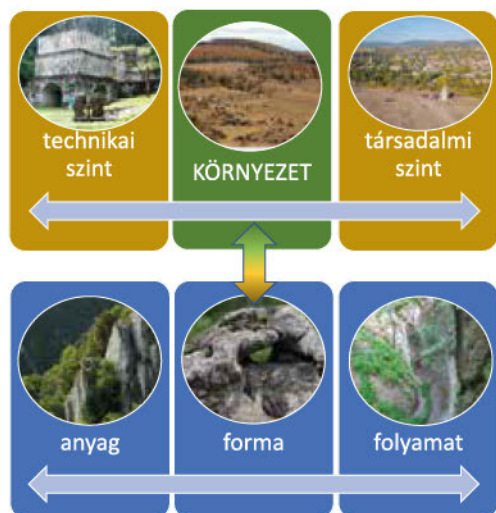 technikai
szint
KÖRNYEZET
társadalmi
szint
anyag
forma
folyamat